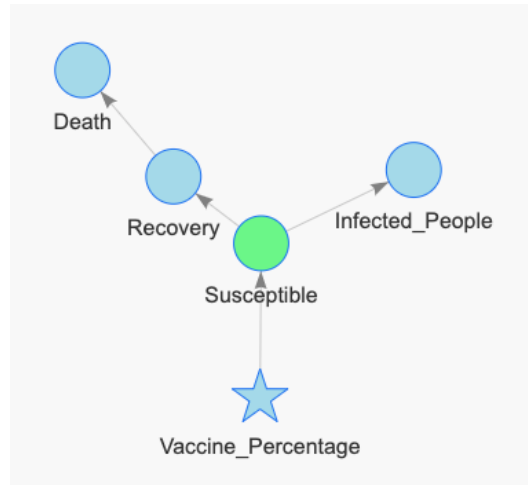 Death
Recovery
Infected_People
Susceptible
Vaccine_Percentage